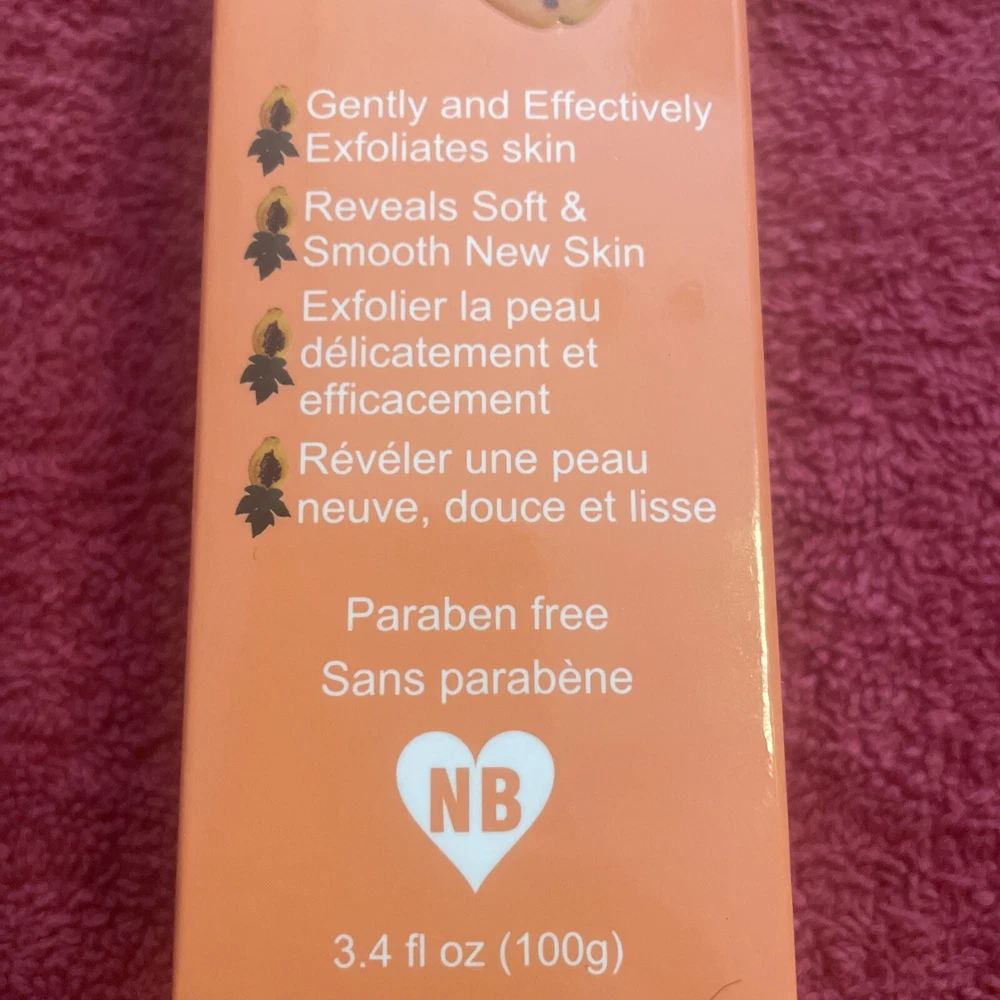 Gently and Effectively
Exfoliates skin
Reveals Soft &
Smooth New Skin
Exfolier la peau
délicatement et
efficacement
Révéler une peau
neuve, douce et lisse
Paraben free
Sans parabène
NB
3.4 fl oz (100g)